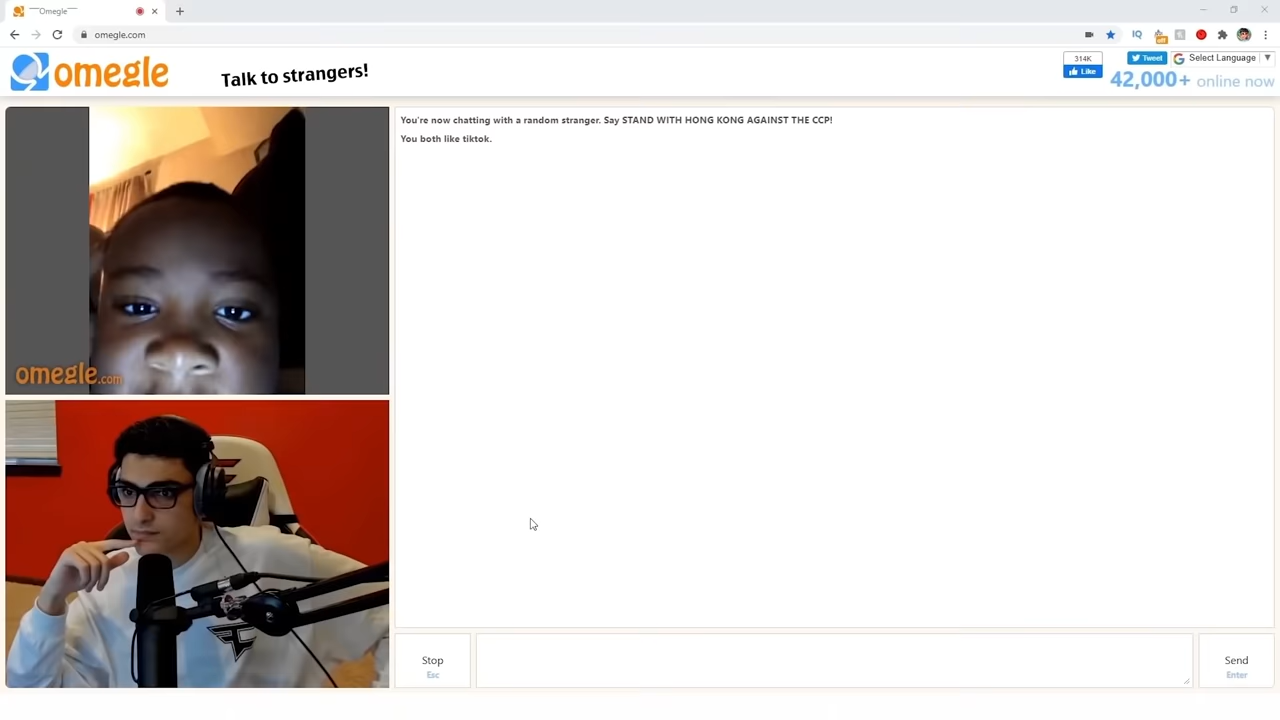 Omegle
omegle.com
omegle
Talk to strangers!
314K
Like
Tweet
Select Language
42,000+ online now
You're now chatting with a random stranger. Say STAND WITH HONG KONG AGAINST THE CCP!
You both like tiktok.
omegle.com
Stop
Esc
Send
Enter